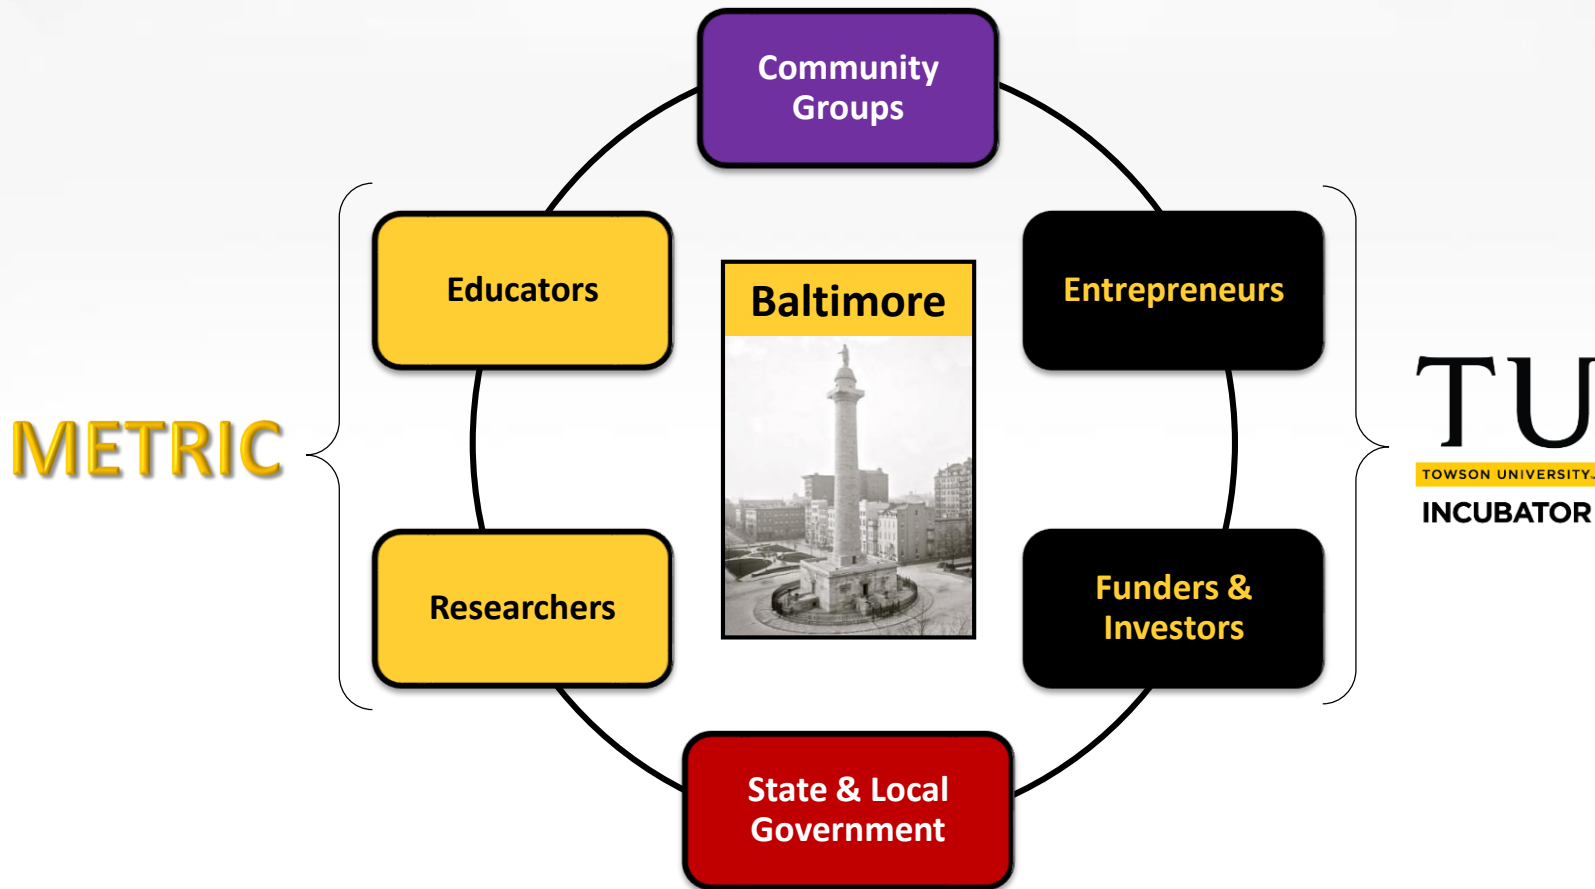 Community
Groups
Educators
Baltimore
Entrepreneurs
METRIC
TU
TOWSON UNIVERSITY.
INCUBATOR
Researchers
Funders &
Investors
State & Local
Government